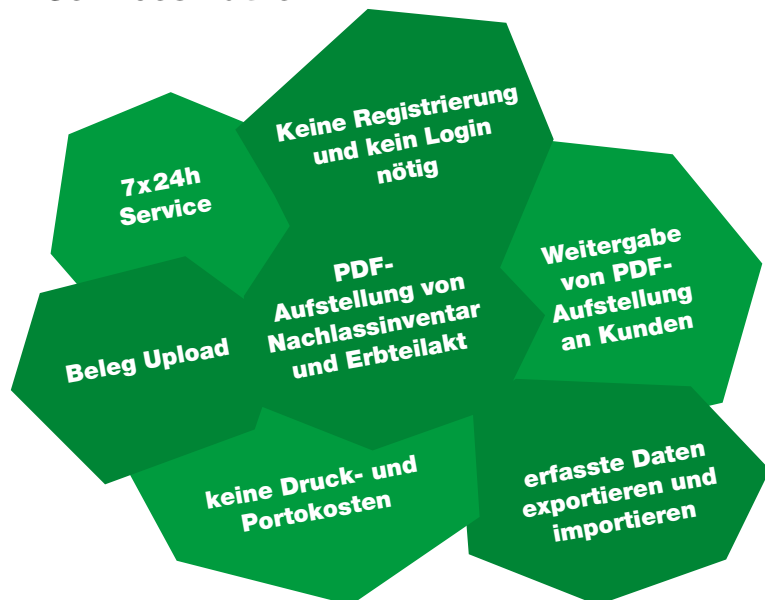 Keine Registrierung
und kein Login
nötig
7x24h
Service
Weitergabe
von PDF-
Aufstellung
an Kunden
PDF-
Aufstellung von
Nachlassinventar
und Erbteilakt
Beleg Upload
keine Druck- und
Portokosten
erfasste Daten
exportieren und
importieren